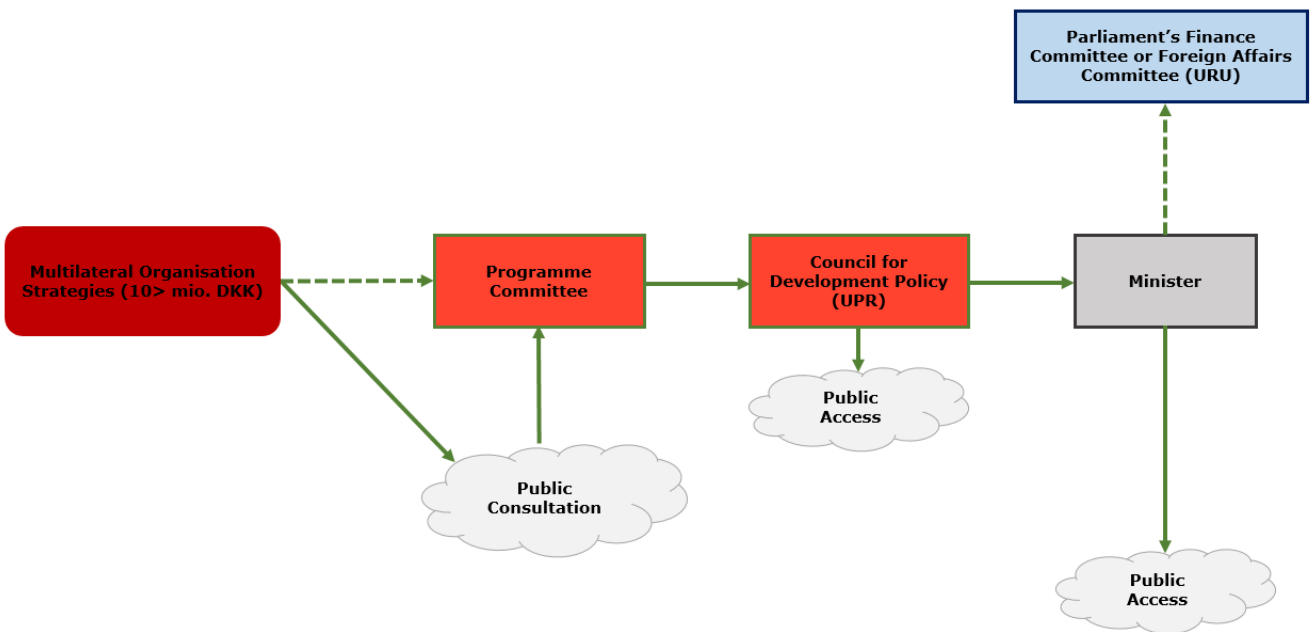 Parliament's Finance
Committee or Foreign Affairs
Committee (URU)
Multilateral Organisation
Strategies (10> mio. DKK)
Programme
Committee
Council for
Development Policy
(UPR)
Minister
Public
Access
Public
Consultation
Public
Access